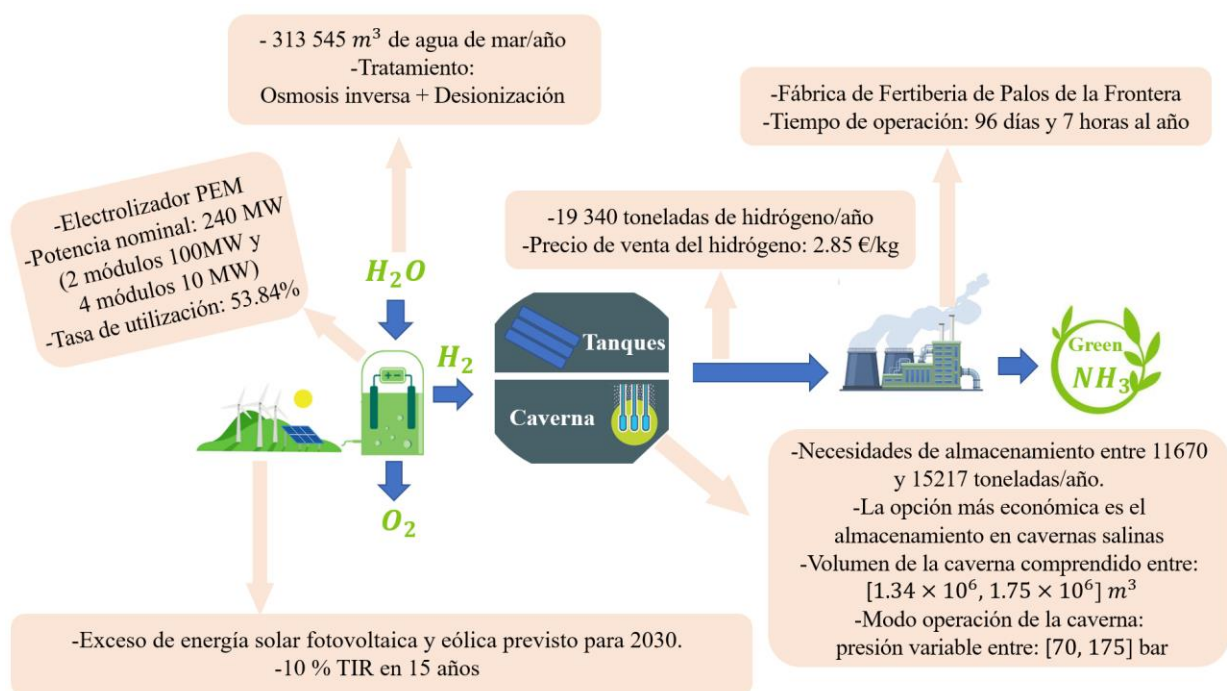 - 313 545 m³ de agua de mar/año
-Tratamiento:
Osmosis inversa + Desionización
-Fábrica de Fertiberia de Palos de la Frontera
-Tiempo de operación: 96 días y 7 horas al año
-Electrolizador PEM
-Potencia nominal: 240 MW
(2 módulos 100MW y
4 módulos 10 MW)
-Tasa de utilización: 53.84%
-19 340 toneladas de hidrógeno/año
-Precio de venta del hidrógeno: 2.85 €/kg
H₂O
H₂
Tanques
Caverna
Green
NH₃
O₂
-Necesidades de almacenamiento entre 11670
y 15217 toneladas/año.
-La opción más económica es el
almacenamiento en cavernas salinas
-Volumen de la caverna comprendido entre:
[1.34 × 10⁶, 1.75 × 10⁶] m³
-Modo operación de la caverna:
presión variable entre: [70, 175] bar
-Exceso de energía solar fotovoltaica y eólica previsto para 2030.
-10 % TIR en 15 años